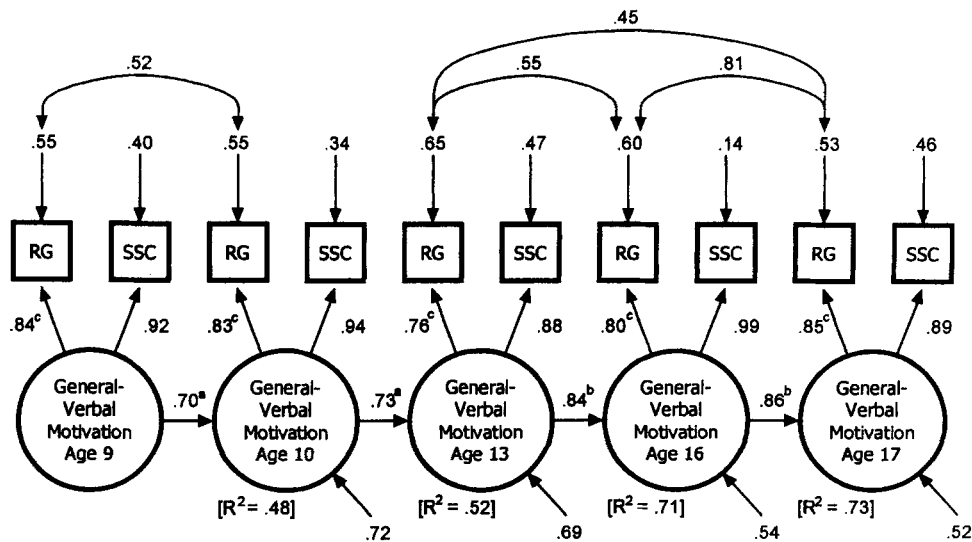 .45
.52
.55
.81
.55 .40 .55 .34 .65 .47 .60 .14 .53 .46
RG SSC RG SSC RG SSC RG SSC RG SSC
.84c .92 .83c .94 .76c .88 .80c .99 .85c .89
General-Verbal Motivation Age 9
.70a
General-Verbal Motivation Age 10
.73a
General-Verbal Motivation Age 13
.84b
General-Verbal Motivation Age 16
.86b
General-Verbal Motivation Age 17
[R2 = .48] [R2 = .52] [R2 = .71] [R2 = .73]
.72 .69 .54 .52